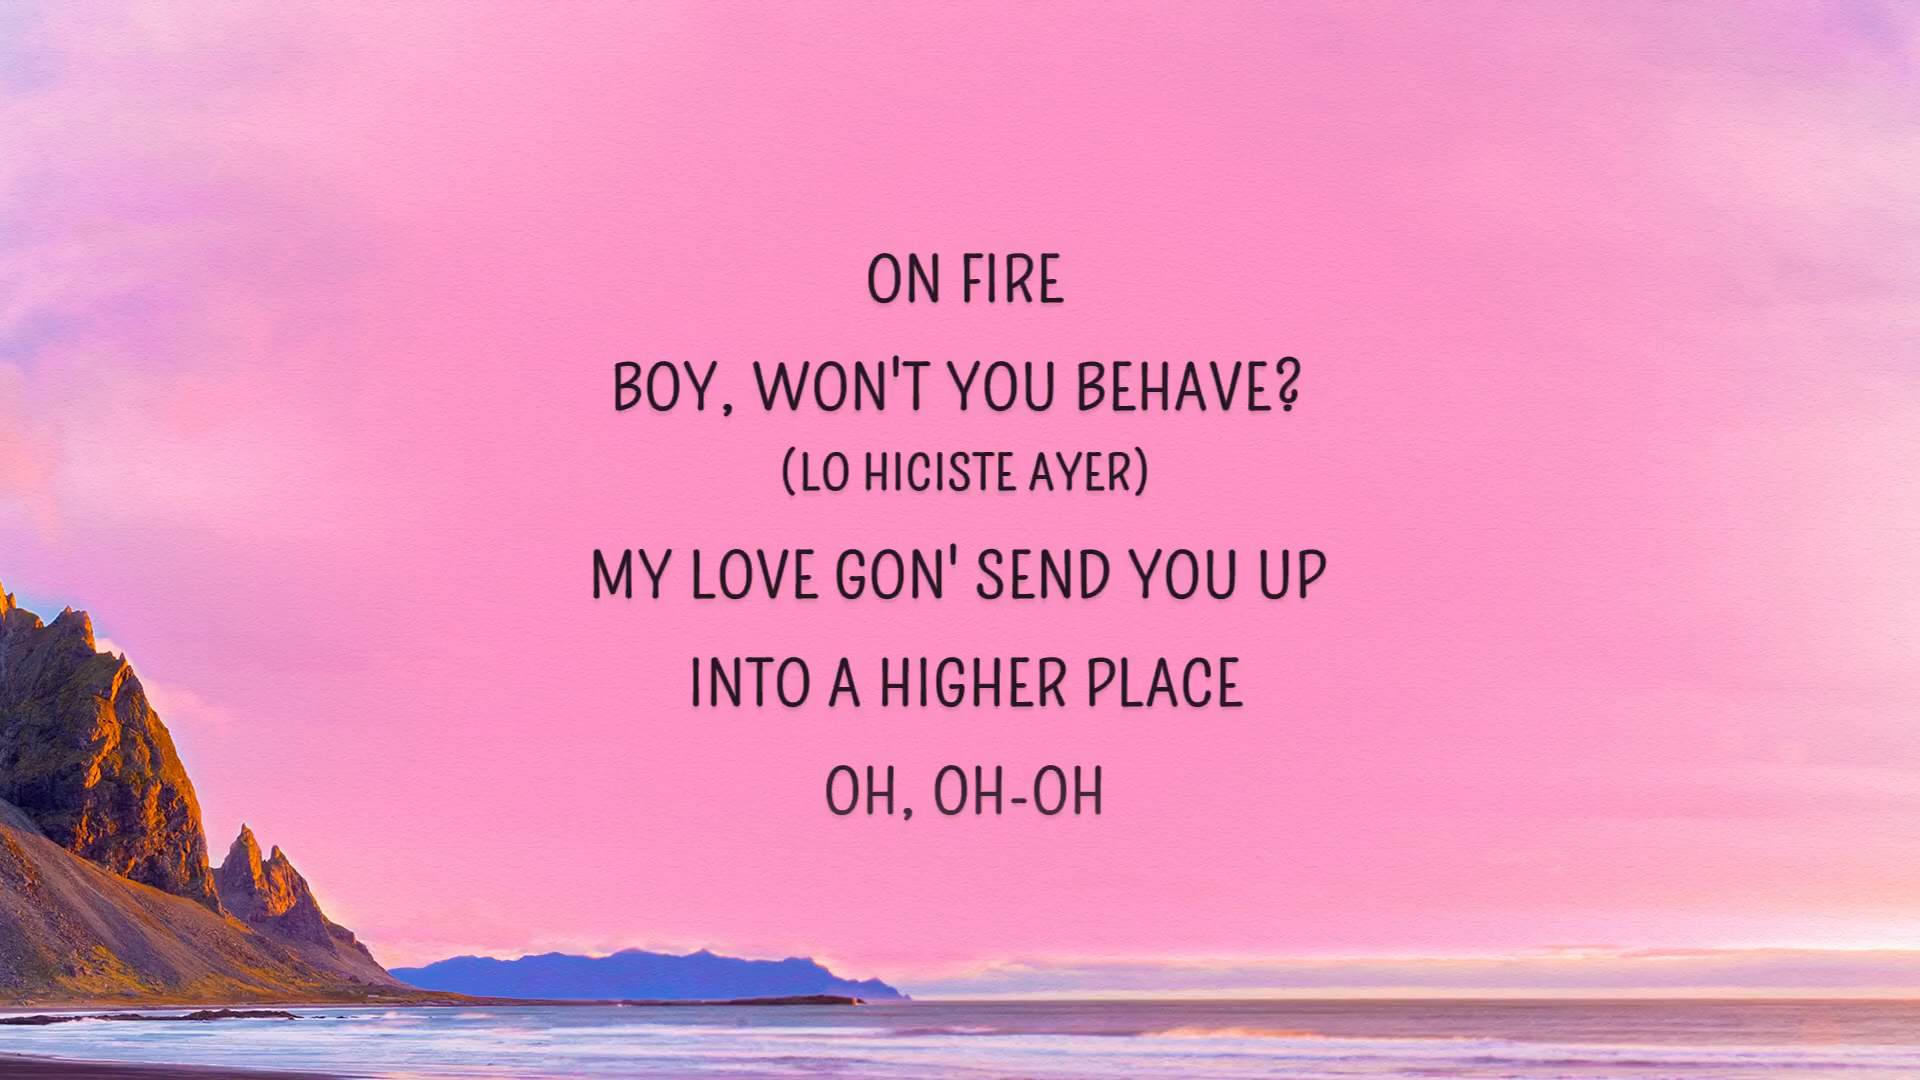 ON FIRE
BOY, WON'T YOU BEHAVE?
(LO HICISTE AYER)
MY LOVE GON' SEND YOU UP
INTO A HIGHER PLACE
OH, OH-OH